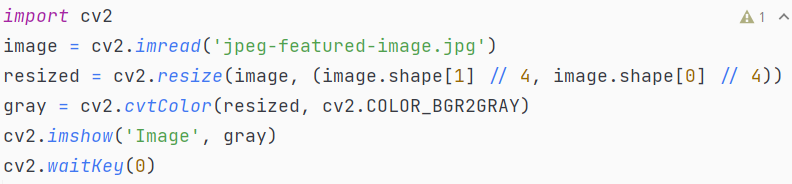 import cv2
image = cv2.imread('jpeg-featured-image.jpg')
resized = cv2.resize(image, (image.shape[1] // 4, image.shape[0] // 4))
gray = cv2.cvtColor(resized, cv2.COLOR_BGR2GRAY)
cv2.imshow('Image', gray)
cv2.waitKey(0)
1